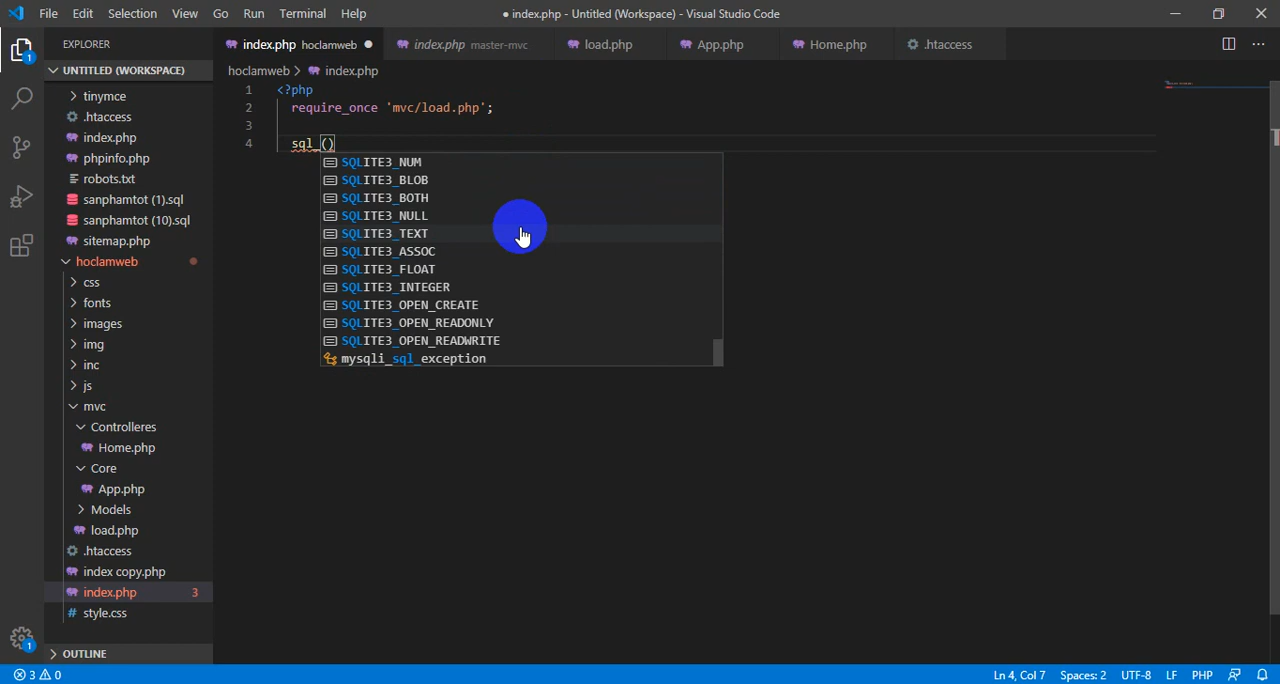 File Edit Selection View Go Run Terminal Help
● index.php - Untitled (Workspace) - Visual Studio Code
EXPLORER
index.php hoclamweb
index.php master-mvc
load.php
App.php
Home.php
.htaccess
UNTITLED (WORKSPACE)
hoclamweb > index.php
tinymce
.htaccess
index.php
phpinfo.php
robots.txt
sanphamtot (1).sql
sanphamtot (10).sql
sitemap.php
hoclamweb
css
fonts
images
img
inc
js
mvc
Controlleres
Home.php
Core
App.php
Models
load.php
.htaccess
index copy.php
index.php 3
style.css
OUTLINE
1 <?php
2 require_once 'mvc/load.php';
3
4 sql_()
SQLITE3_NUM
SQLITE3_BLOB
SQLITE3_BOTH
SQLITE3_NULL
SQLITE3_TEXT
SQLITE3_ASSOC
SQLITE3_FLOAT
SQLITE3_INTEGER
SQLITE3_OPEN_CREATE
SQLITE3_OPEN_READONLY
SQLITE3_OPEN_READWRITE
mysqli_sql_exception
1
1
3 0
Ln 4, Col 7 Spaces: 2 UTF-8 LF PHP